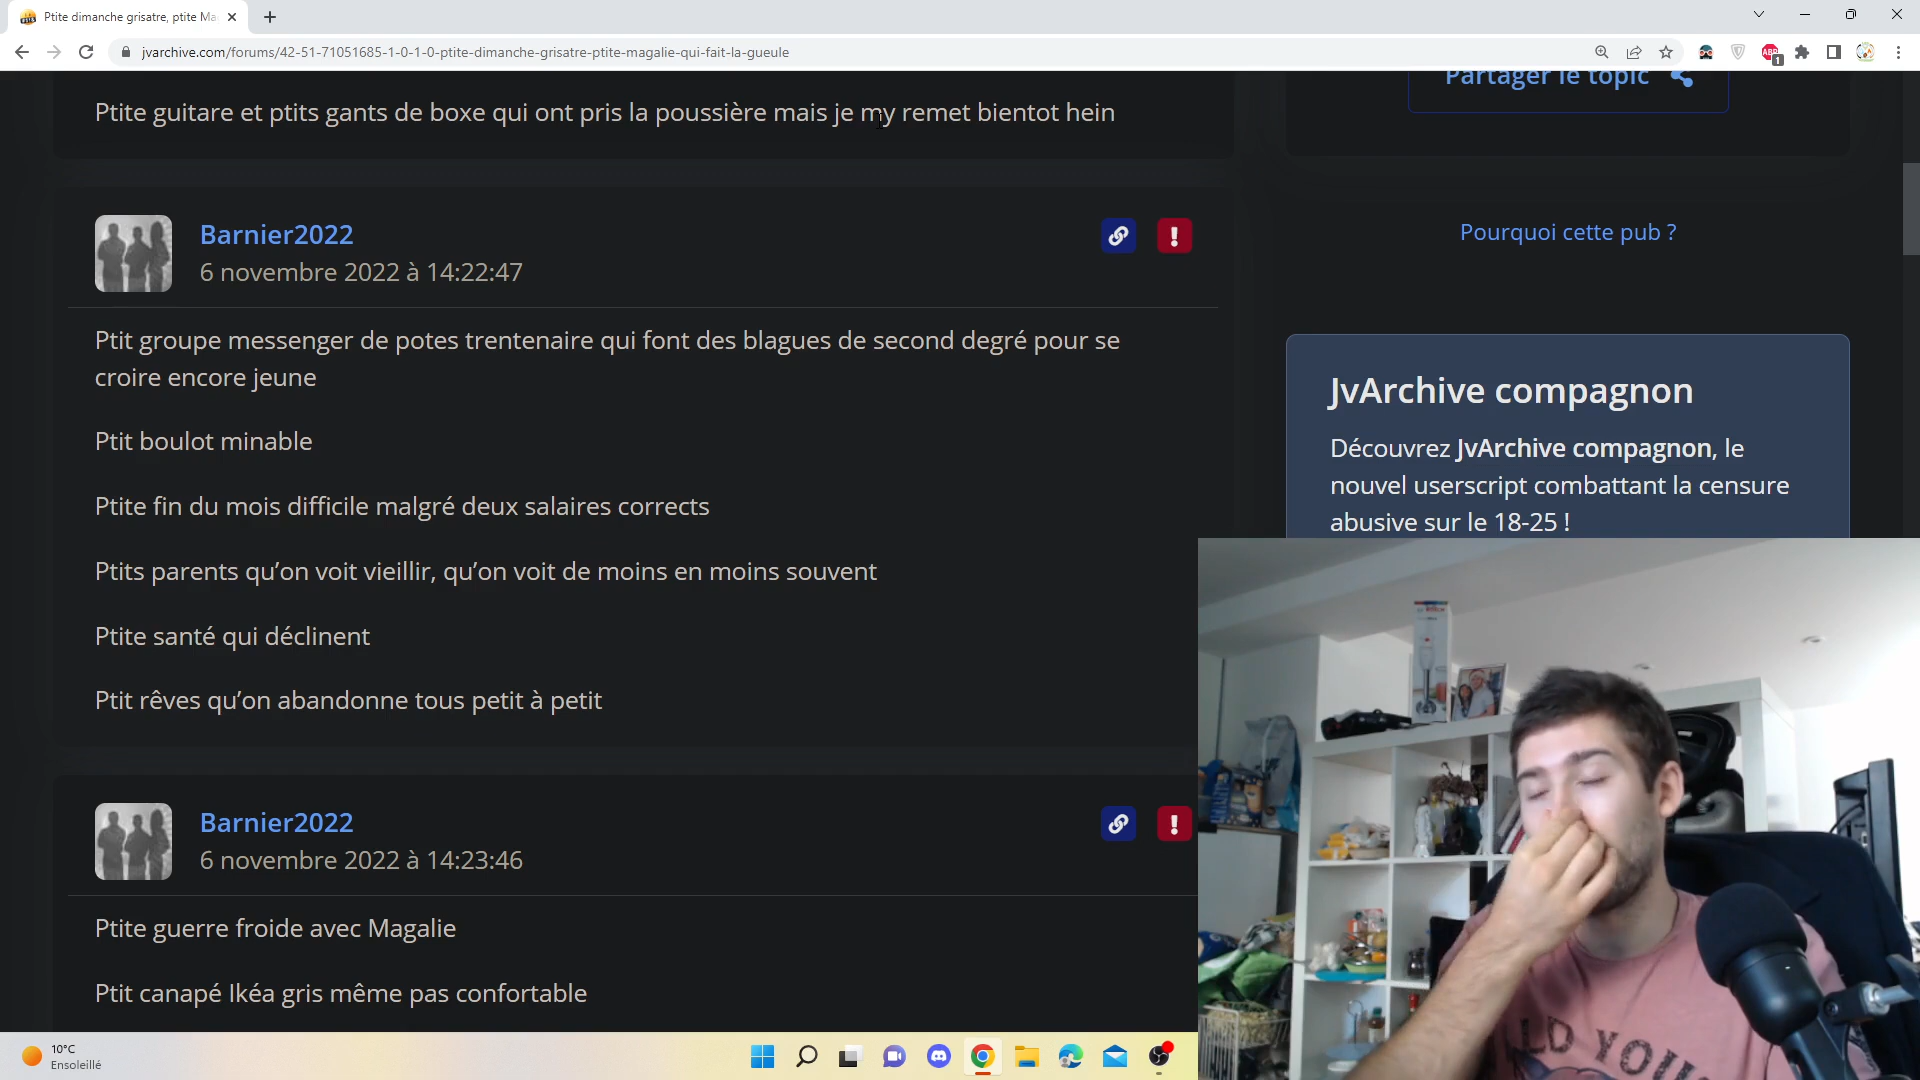 Ptite dimanche grisatre, ptite Ma
jvarchive.com/forums/42-51-71051685-1-0-1-0-ptite-dimanche-grisatre-ptite-magalie-qui-fait-la-gueule
ABP
1
Partager le topic
Ptite guitare et ptits gants de boxe qui ont pris la poussière mais je my remet bientot hein
Barnier2022
6 novembre 2022 à 14:22:47
Ptit groupe messenger de potes trentenaire qui font des blagues de second degré pour se
croire encore jeune
Ptit boulot minable
Ptite fin du mois difficile malgré deux salaires corrects
Ptits parents qu’on voit vieillir, qu’on voit de moins en moins souvent
Ptite santé qui déclinent
Ptit rêves qu’on abandonne tous petit à petit
Barnier2022
6 novembre 2022 à 14:23:46
Ptite guerre froide avec Magalie
Ptit canapé Ikéa gris même pas confortable
Pourquoi cette pub ?
JvArchive compagnon
Découvrez JvArchive compagnon, le
nouvel userscript combattant la censure
abusive sur le 18-25 !
10°C
Ensoleillé